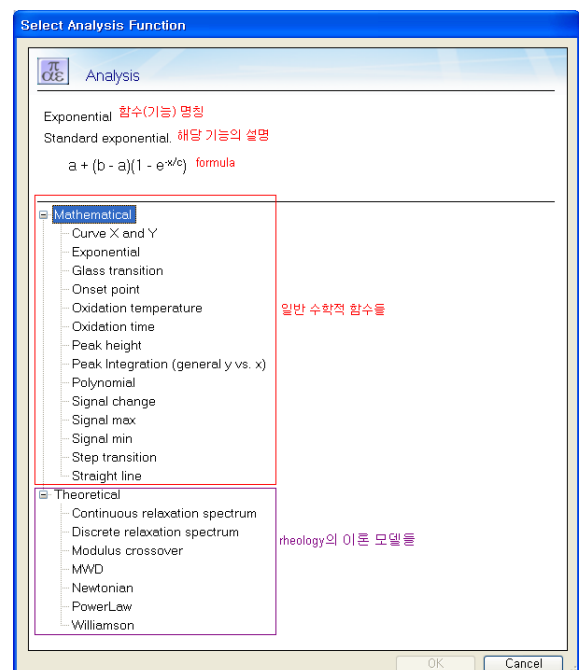 Select Analysis Function
π
αε Analysis
Exponential 함수(기능) 명칭
Standard exponential. 해당 기능의 설명
a + (b - a)(1 - e^-x/c) formula
Mathematical
Curve X and Y
Exponential
Glass transition
Onset point
Oxidation temperature 일반 수학적 함수들
Oxidation time
Peak height
Peak Integration (general y vs. x)
Polynomial
Signal change
Signal max
Signal min
Step transition
Straight line
Theoretical
Continuous relaxation spectrum
Discrete relaxation spectrum rheology의 이론 모델들
Modulus crossover
MWD
Newtonian
PowerLaw
Williamson
OK Cancel